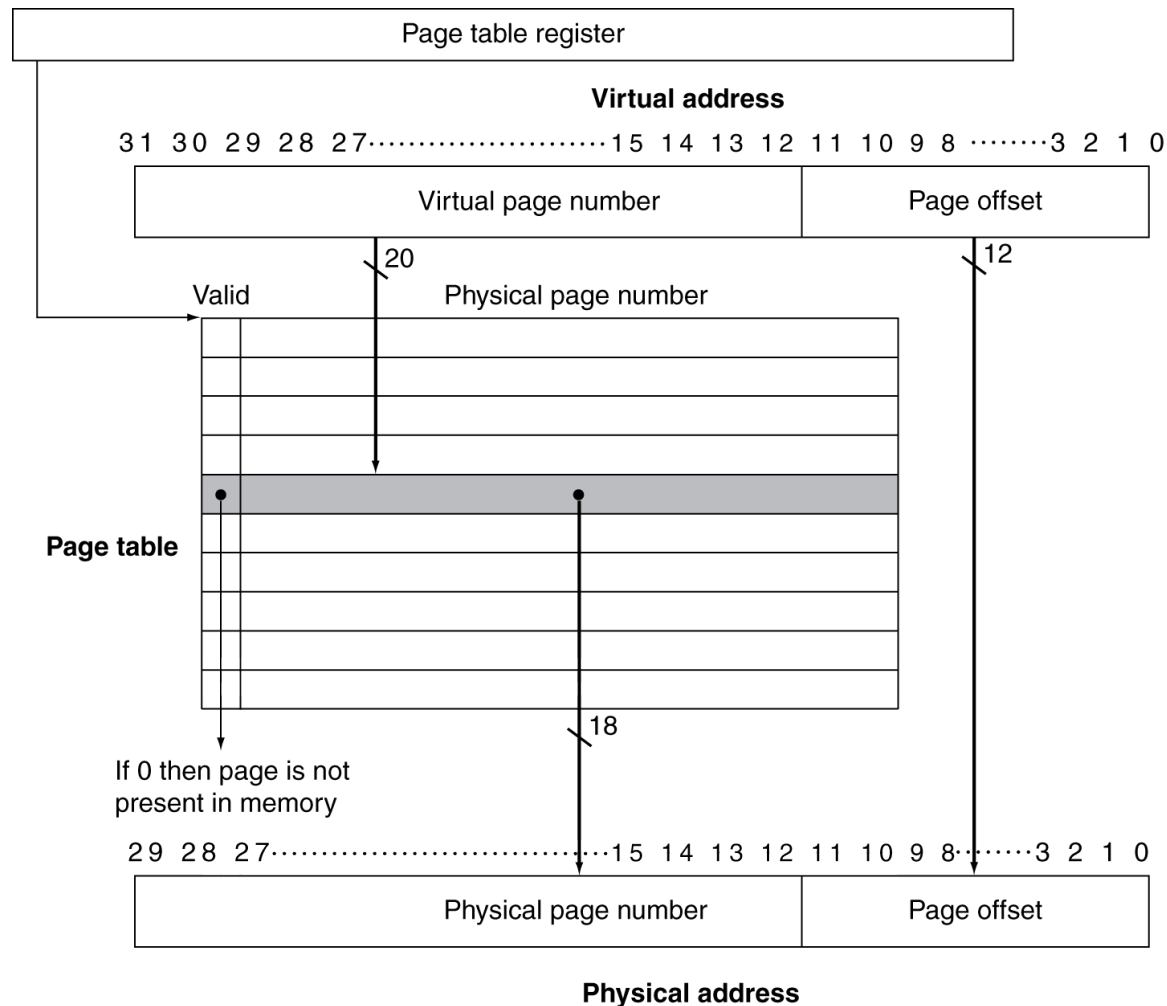 Page table register
Virtual address
31 30 29 28 27························15 14 13 12 11 10 9 8 ········3 2 1 0
Virtual page number Page offset
20 12
Valid Physical page number
Page table
18
If 0 then page is not
present in memory
29 28 27································15 14 13 12 11 10 9 8········3 2 1 0
Physical page number Page offset
Physical address